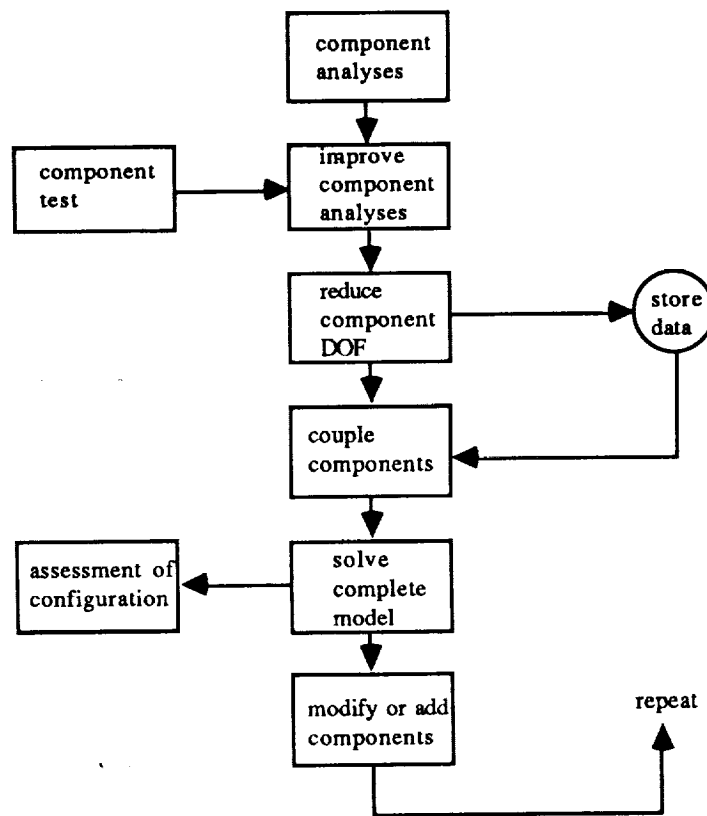 component
analyses
component
test
improve
component
analyses
reduce
component
DOF
store
data
couple
components
assessment of
configuration
solve
complete
model
modify or add
components
repeat